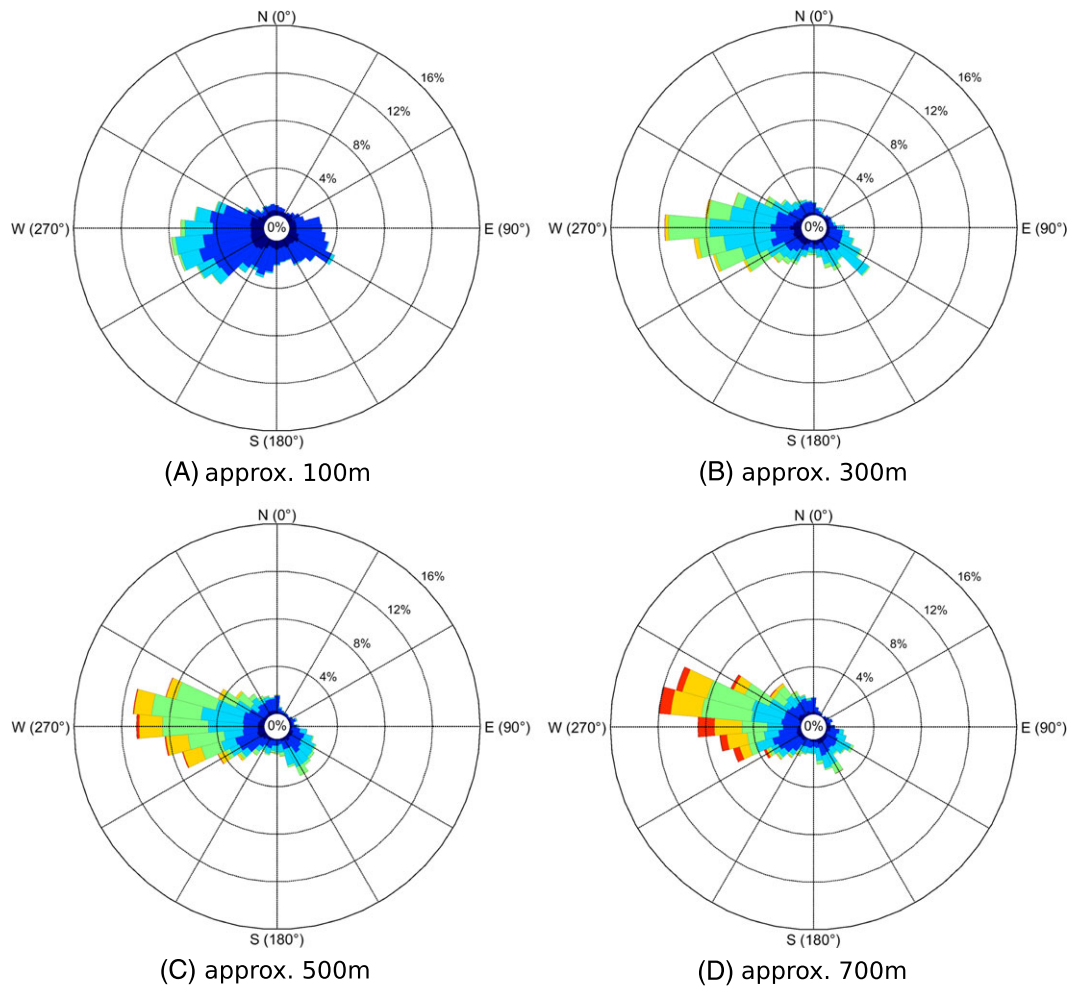 N (0°)
N (0°)
16%
16%
12%
12%
8%
8%
4%
4%
W (270°)
0%
E (90°)
W (270°)
0%
E (90°)
S (180°)
S (180°)
(A) approx. 100m
(B) approx. 300m
N (0°)
N (0°)
16%
16%
12%
12%
8%
8%
4%
4%
W (270°)
0%
E (90°)
W (270°)
0%
E (90°)
S (180°)
S (180°)
(C) approx. 500m
(D) approx. 700m